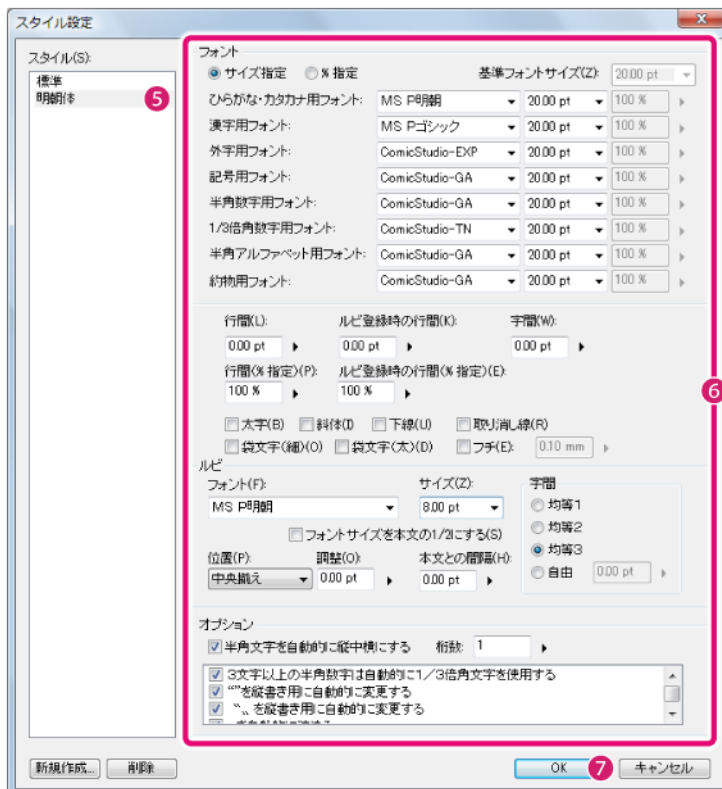 スタイル設定
スタイル(S):
標準
明朝体
5
フォント
サイズ指定 %指定 基準フォントサイズ(Z): 20.00 pt
ひらがな・カタカナ用フォント: MS P明朝 20.00 pt 100 %
漢字用フォント: MS Pゴシック 20.00 pt 100 %
外字用フォント: ComicStudio-EXP 20.00 pt 100 %
記号用フォント: ComicStudio-GA 20.00 pt 100 %
半角数字用フォント: ComicStudio-GA 20.00 pt 100 %
1/3倍角数字用フォント: ComicStudio-TN 20.00 pt 100 %
半角アルファベット用フォント: ComicStudio-GA 20.00 pt 100 %
約物用フォント: ComicStudio-GA 20.00 pt 100 %
行間(L): ルビ登録時の行間(K): 字間(W):
0.00 pt 0.00 pt 0.00 pt
行間(%指定)(P): ルビ登録時の行間(%指定)(E):
100 % 100 %
6
太字(B) 斜体(I) 下線(U) 取り消し線(R)
袋文字(細)(O) 袋文字(太)(D) フチ(E): 0.10 mm
ルビ
フォント(F): サイズ(Z): 字間
MS P明朝 8.00 pt 均等1
フォントサイズを本文の1/2にする(S) 均等2
位置(P): 調整(O): 本文との間隔(H): 均等3
中央揃え 0.00 pt 0.00 pt 自由 0.00 pt
オプション
半角文字を自動的に縦中横にする 桁数: 1
3文字以上の半角数字は自動的に1/3倍角文字を使用する
“”を縦書き用に自動的に変更する
〝〟を縦書き用に自動的に変更する
新規作成... 削除 OK 7 キャンセル